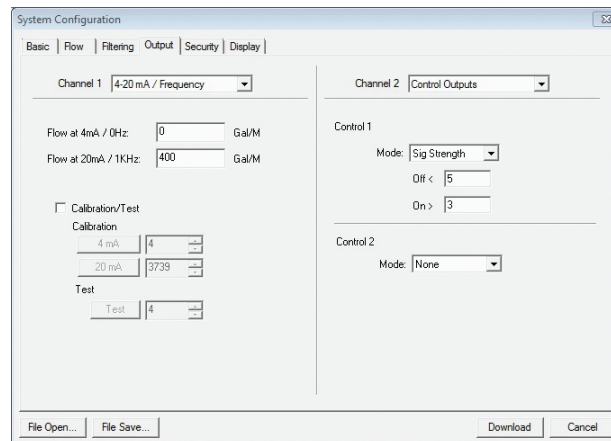 System Configuration
Basic Flow Filtering Output Security Display
Channel 1 4-20 mA / Frequency
Flow at 4mA / 0Hz: 0 Gal/M
Flow at 20mA / 1KHz: 400 Gal/M
Calibration/Test
Calibration
4 mA 4
20 mA 3739
Test
Test 4
Channel 2 Control Outputs
Control 1
Mode: Sig Strength
Off < 5
On > 3
Control 2
Mode: None
File Open... File Save... Download Cancel